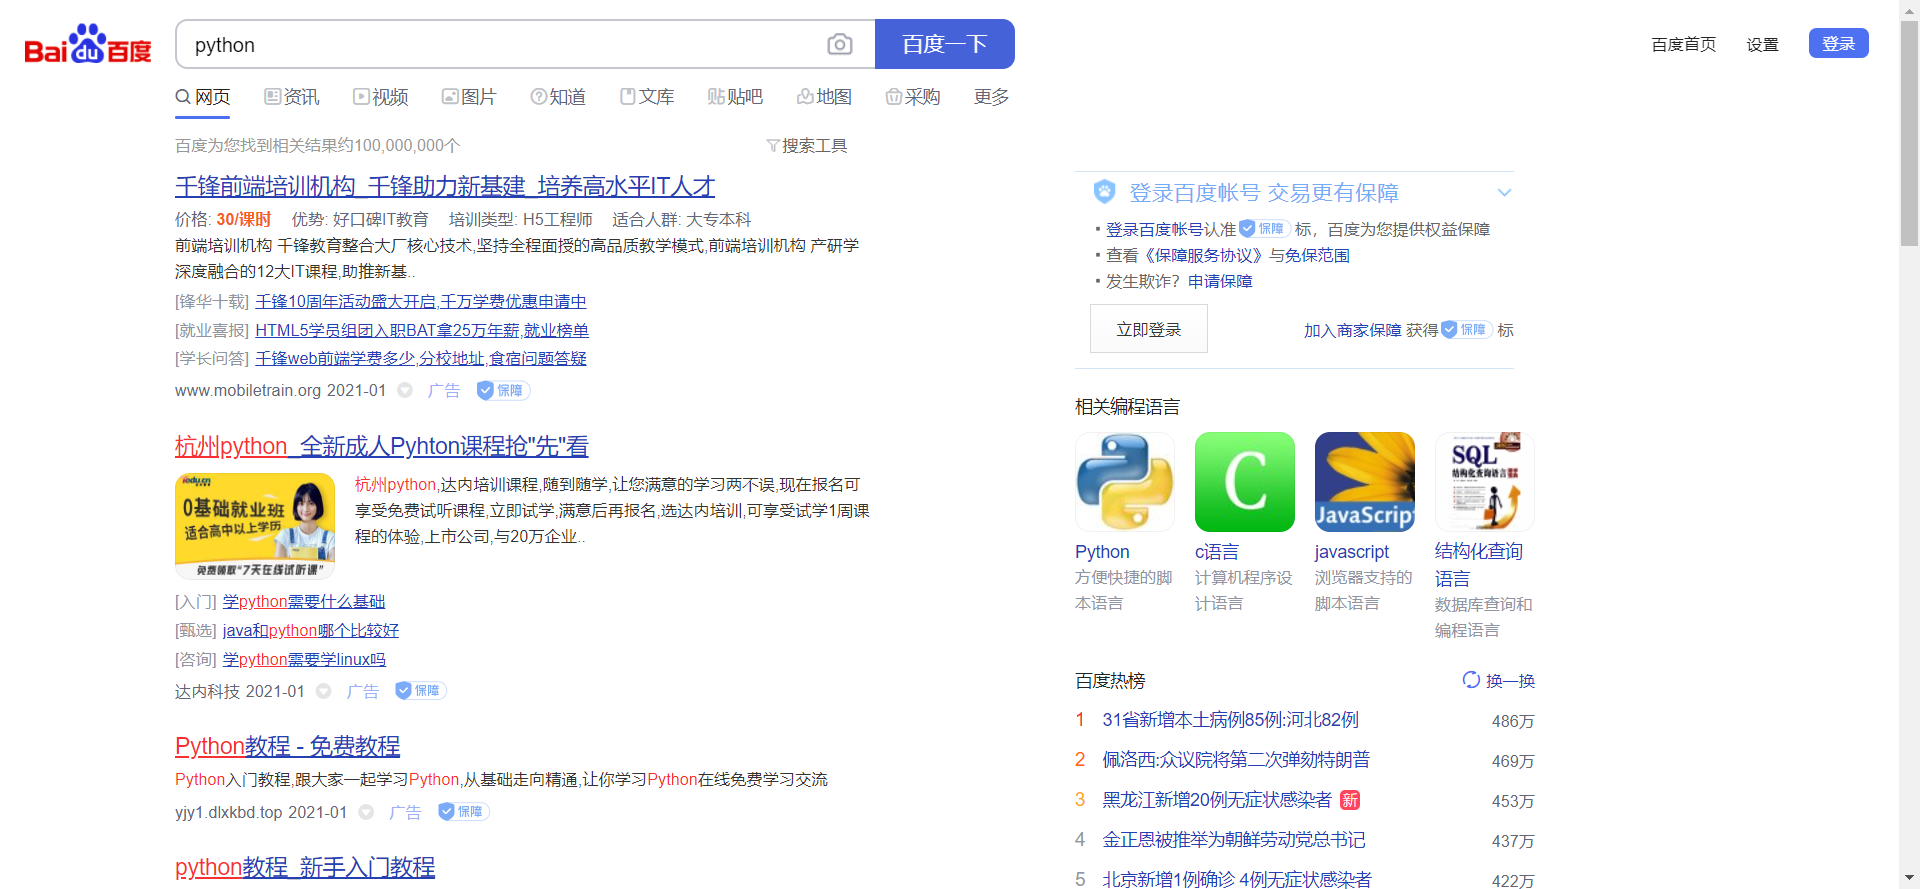 Bai du 百度
python
百度一下
百度首页
设置
登录
网页
资讯
视频
图片
知道
文库
贴吧
地图
采购
更多
百度为您找到相关结果约100,000,000个
搜索工具
千锋前端培训机构_千锋助力新基建_培养高水平IT人才
价格: 30/课时 优势: 好口碑IT教育 培训类型: H5工程师 适合人群: 大专本科
前端培训机构 千锋教育整合大厂核心技术,坚持全程面授的高品质教学模式,前端培训机构 产研学
深度融合的12大IT课程,助推新基..
[锋华十载] 千锋10周年活动盛大开启,千万学费优惠申请中
[就业喜报] HTML5学员组团入职BAT拿25万年薪,就业榜单
[学长问答] 千锋web前端学费多少,分校地址,食宿问题答疑
www.mobiletrain.org 2021-01 广告 保障
杭州python_全新成人Pyhton课程抢"先"看
0基础就业班
适合高中以上学历
免费领取"7天在线试听课"
杭州python,达内培训课程,随到随学,让您满意的学习两不误,现在报名可
享受免费试听课程,立即试学,满意后再报名,选达内培训,可享受试学1周课
程的体验,上市公司,与20万企业..
[入门] 学python需要什么基础
[甄选] java和python哪个比较好
[咨询] 学python需要学linux吗
达内科技 2021-01 广告 保障
Python教程 - 免费教程
Python入门教程,跟大家一起学习Python,从基础走向精通,让你学习Python在线免费学习交流
yjy1.dlxkbd.top 2021-01 广告 保障
python教程_新手入门教程
登录百度帐号 交易更有保障
· 登录百度帐号认准 保障 标，百度为您提供权益保障
· 查看《保障服务协议》与免保范围
· 发生欺诈？申请保障
立即登录
加入商家保障 获得 保障 标
相关编程语言
C
JavaScript
SQL
结构化查询语言
Python
方便快捷的脚
本语言
c语言
计算机程序设
计语言
javascript
浏览器支持的
脚本语言
结构化查询
语言
数据库查询和
编程语言
百度热榜
换一换
1 31省新增本土病例85例:河北82例 486万
2 佩洛西:众议院将第二次弹劾特朗普 469万
3 黑龙江新增20例无症状感染者 新 453万
4 金正恩被推举为朝鲜劳动党总书记 437万
5 北京新增1例确诊 4例无症状感染者 422万